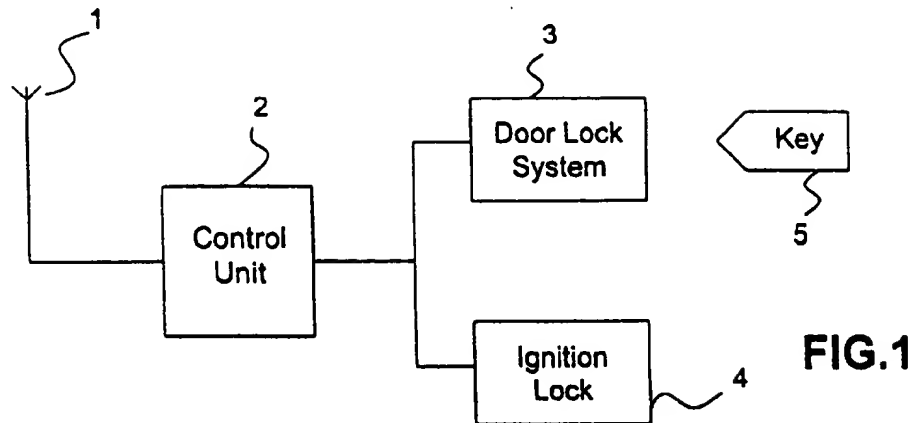 1
2
3
Control
Unit
Door Lock
System
Key
5
Ignition
Lock
4
FIG.1